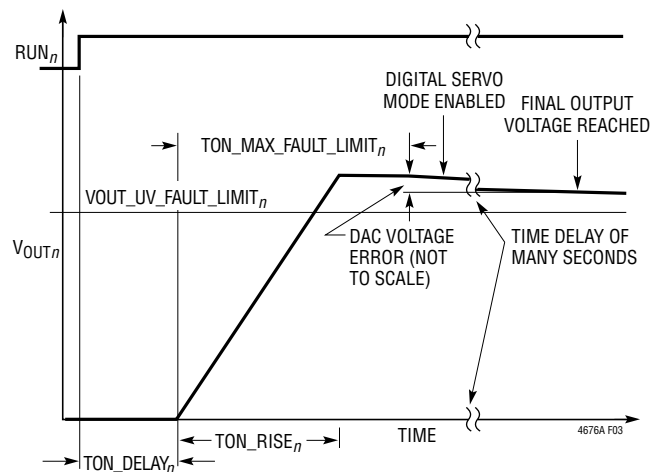 RUNn
DIGITAL SERVO
MODE ENABLED
FINAL OUTPUT
VOLTAGE REACHED
TON_MAX_FAULT_LIMITn
VOUT_UV_FAULT_LIMITn
VOUTn
DAC VOLTAGE
ERROR (NOT
TO SCALE)
TIME DELAY OF
MANY SECONDS
TON_RISEn
TIME
4676A F03
TON_DELAYn